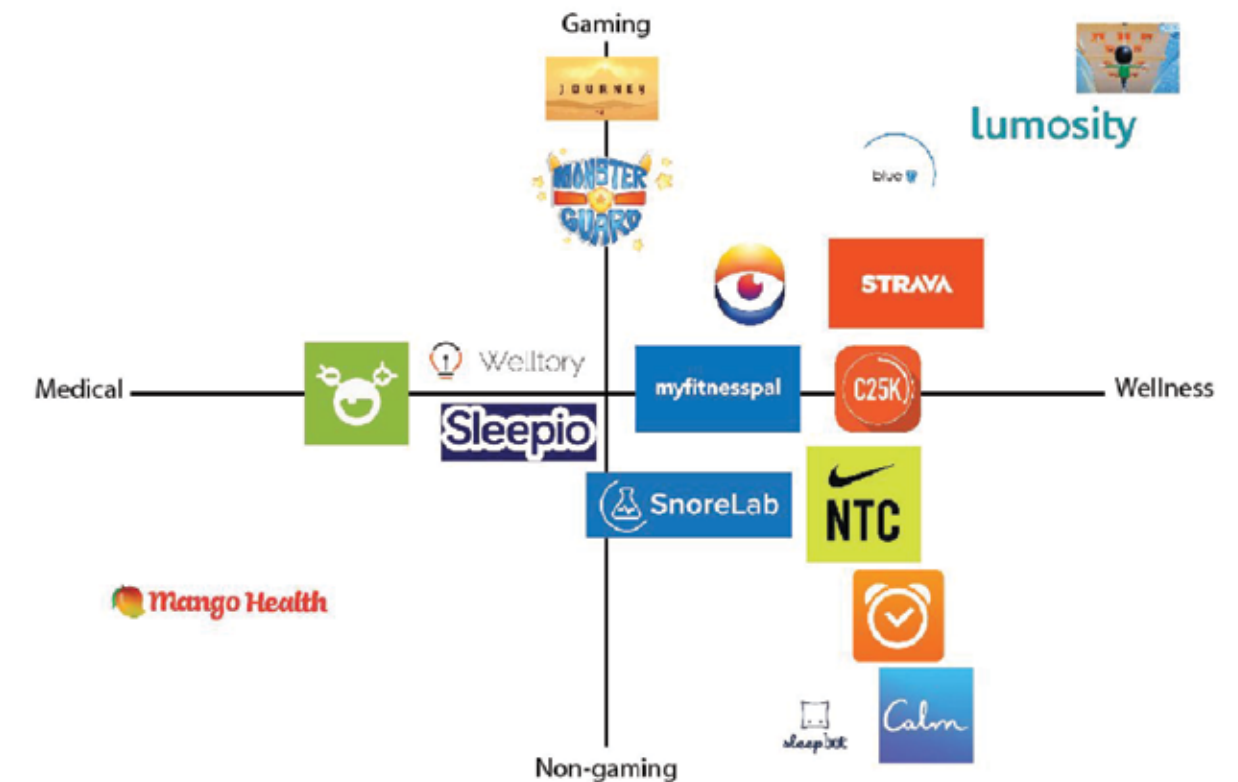 Gaming
JOURNEY
lumosity
blue
MONSTER
GUARD
STRAVA
Welltory
Medical
myfitnesspal
C25K
Wellness
Sleepio
SnoreLab
NTC
Mango Health
Calm
sleepbot
Non-gaming